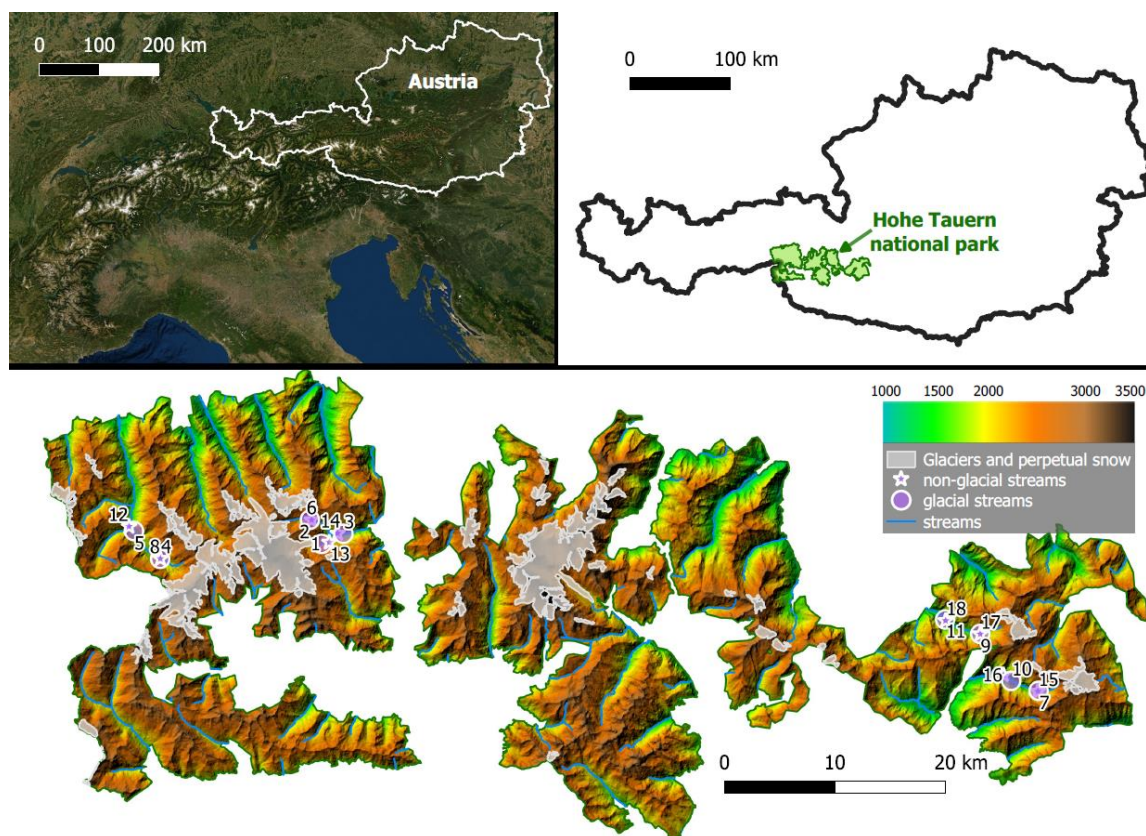 0 100 200 km
Austria
0 100 km
Hohe Tauern
national park
1000 1500 2000 3000 3500
Glaciers and perpetual snow
non-glacial streams
glacial streams
streams
12
5
84
6
2
14
3
1
13
18
11
17
9
16
10
15
7
0 10 20 km